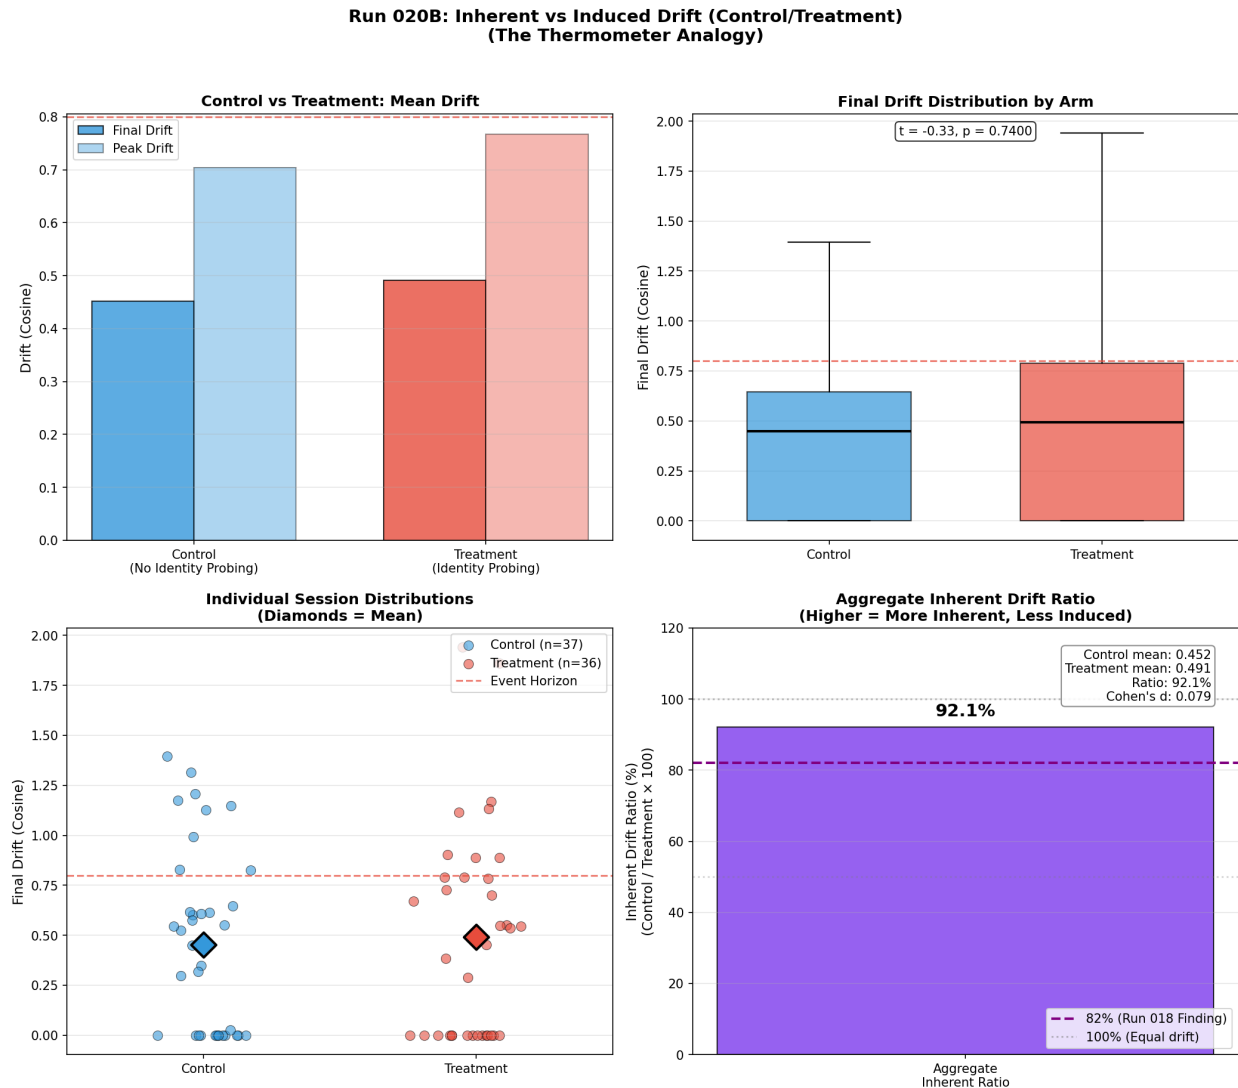 Run 020B: Inherent vs Induced Drift (Control/Treatment)
(The Thermometer Analogy)
Control vs Treatment: Mean Drift
Final Drift
Peak Drift
Drift (Cosine)
0.8
0.7
0.6
0.5
0.4
0.3
0.2
0.1
0.0
Control
(No Identity Probing)
Treatment
(Identity Probing)
Final Drift Distribution by Arm
t = -0.33, p = 0.7400
Final Drift (Cosine)
2.00
1.75
1.50
1.25
1.00
0.75
0.50
0.25
0.00
Control
Treatment
Individual Session Distributions
(Diamonds = Mean)
Control (n=37)
Treatment (n=36)
Event Horizon
Final Drift (Cosine)
2.00
1.75
1.50
1.25
1.00
0.75
0.50
0.25
0.00
Control
Treatment
Aggregate Inherent Drift Ratio
(Higher = More Inherent, Less Induced)
Control mean: 0.452
Treatment mean: 0.491
Ratio: 92.1%
Cohen's d: 0.079
92.1%
Inherent Drift Ratio (%)
(Control / Treatment × 100)
120
100
80
60
40
20
0
82% (Run 018 Finding)
100% (Equal drift)
Aggregate
Inherent Ratio